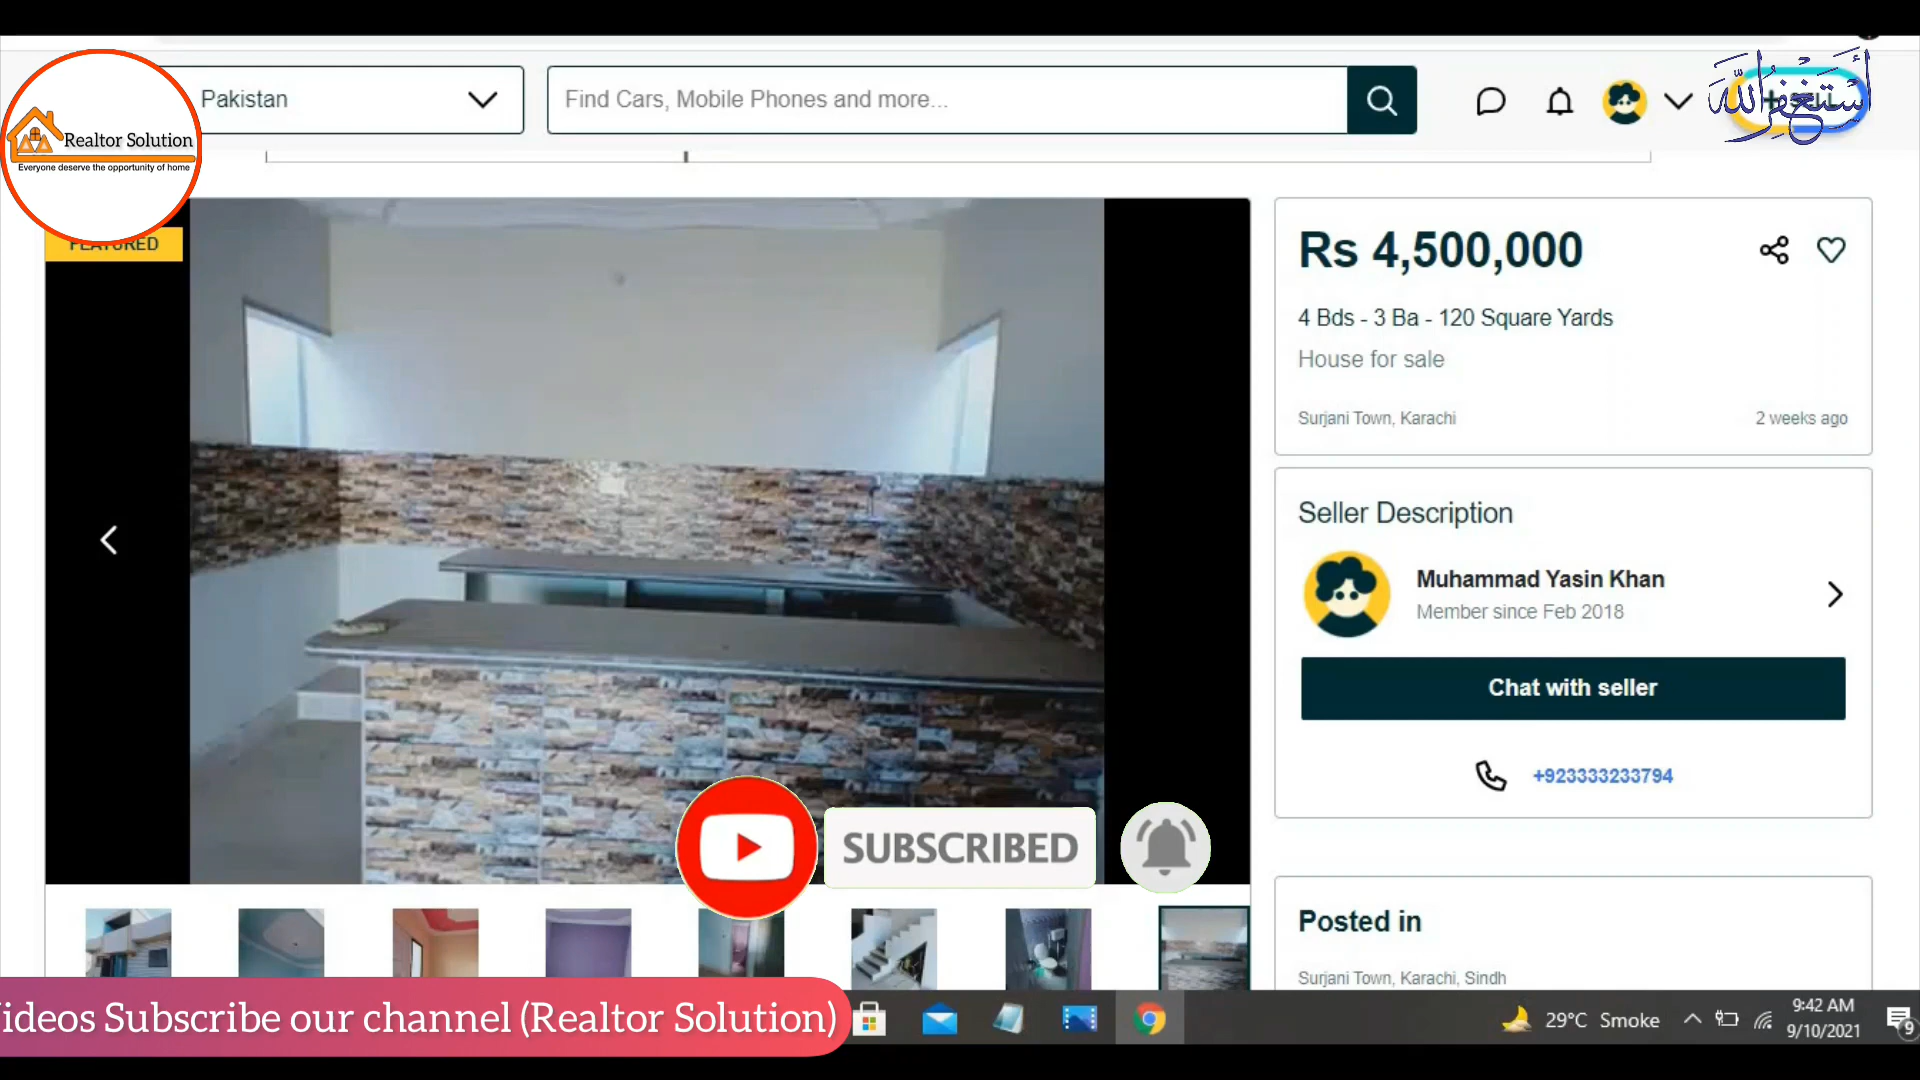 Pakistan
Find Cars, Mobile Phones and more...
أستغفر الله
Realtor Solution
Everyone deserve the opportunity of home
FEATURED
Rs 4,500,000
4 Bds - 3 Ba - 120 Square Yards
House for sale
Surjani Town, Karachi
2 weeks ago
Seller Description
Muhammad Yasin Khan
Member since Feb 2018
Chat with seller
+923333233794
SUBSCRIBED
Posted in
Surjani Town, Karachi, Sindh
ideos Subscribe our channel (Realtor Solution)
29°C Smoke
9:42 AM
9/10/2021
9